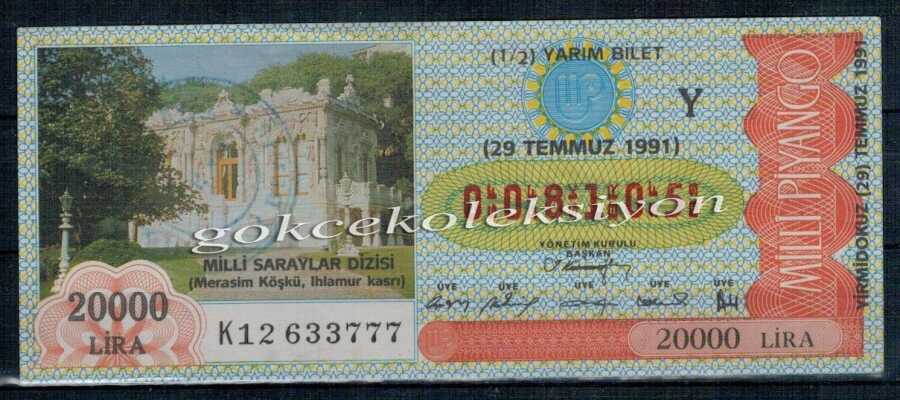 (1/2) YARIM BİLET
MP
Y
(29 TEMMUZ 1991)
0081055
gokcekoleksiyon
YÖNETİM KURULU
BAŞKAN
ÜYE ÜYE ÜYE ÜYE ÜYE
MİLLİ SARAYLAR DİZİSİ
(Merasim Köşkü, Ihlamur kasrı)
20000
LİRA
K12 633777
20000 LİRA
MİLLİ PİYANGO
YİRMİDOKUZ (29) TEMMUZ 1991